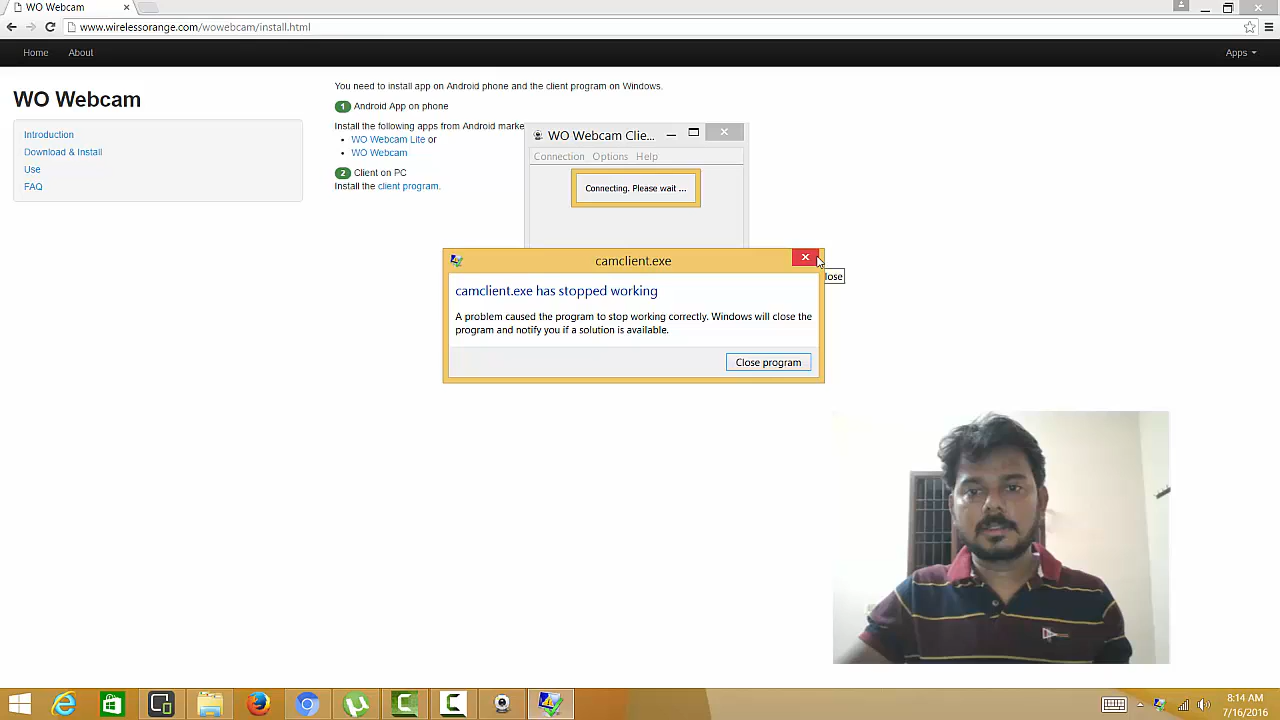 WO Webcam
www.wirelessorange.com/wowebcam/install.html
Home
About
Apps
WO Webcam
Introduction
Download & Install
Use
FAQ
You need to install app on Android phone and the client program on Windows.
1 Android App on phone
Install the following apps from Android marke
WO Webcam Lite or
WO Webcam
2 Client on PC
Install the client program.
WO Webcam Clie...
Connection Options Help
Connecting. Please wait ...
camclient.exe
lose
camclient.exe has stopped working
A problem caused the program to stop working correctly. Windows will close the
program and notify you if a solution is available.
Close program
8:14 AM
7/16/2016